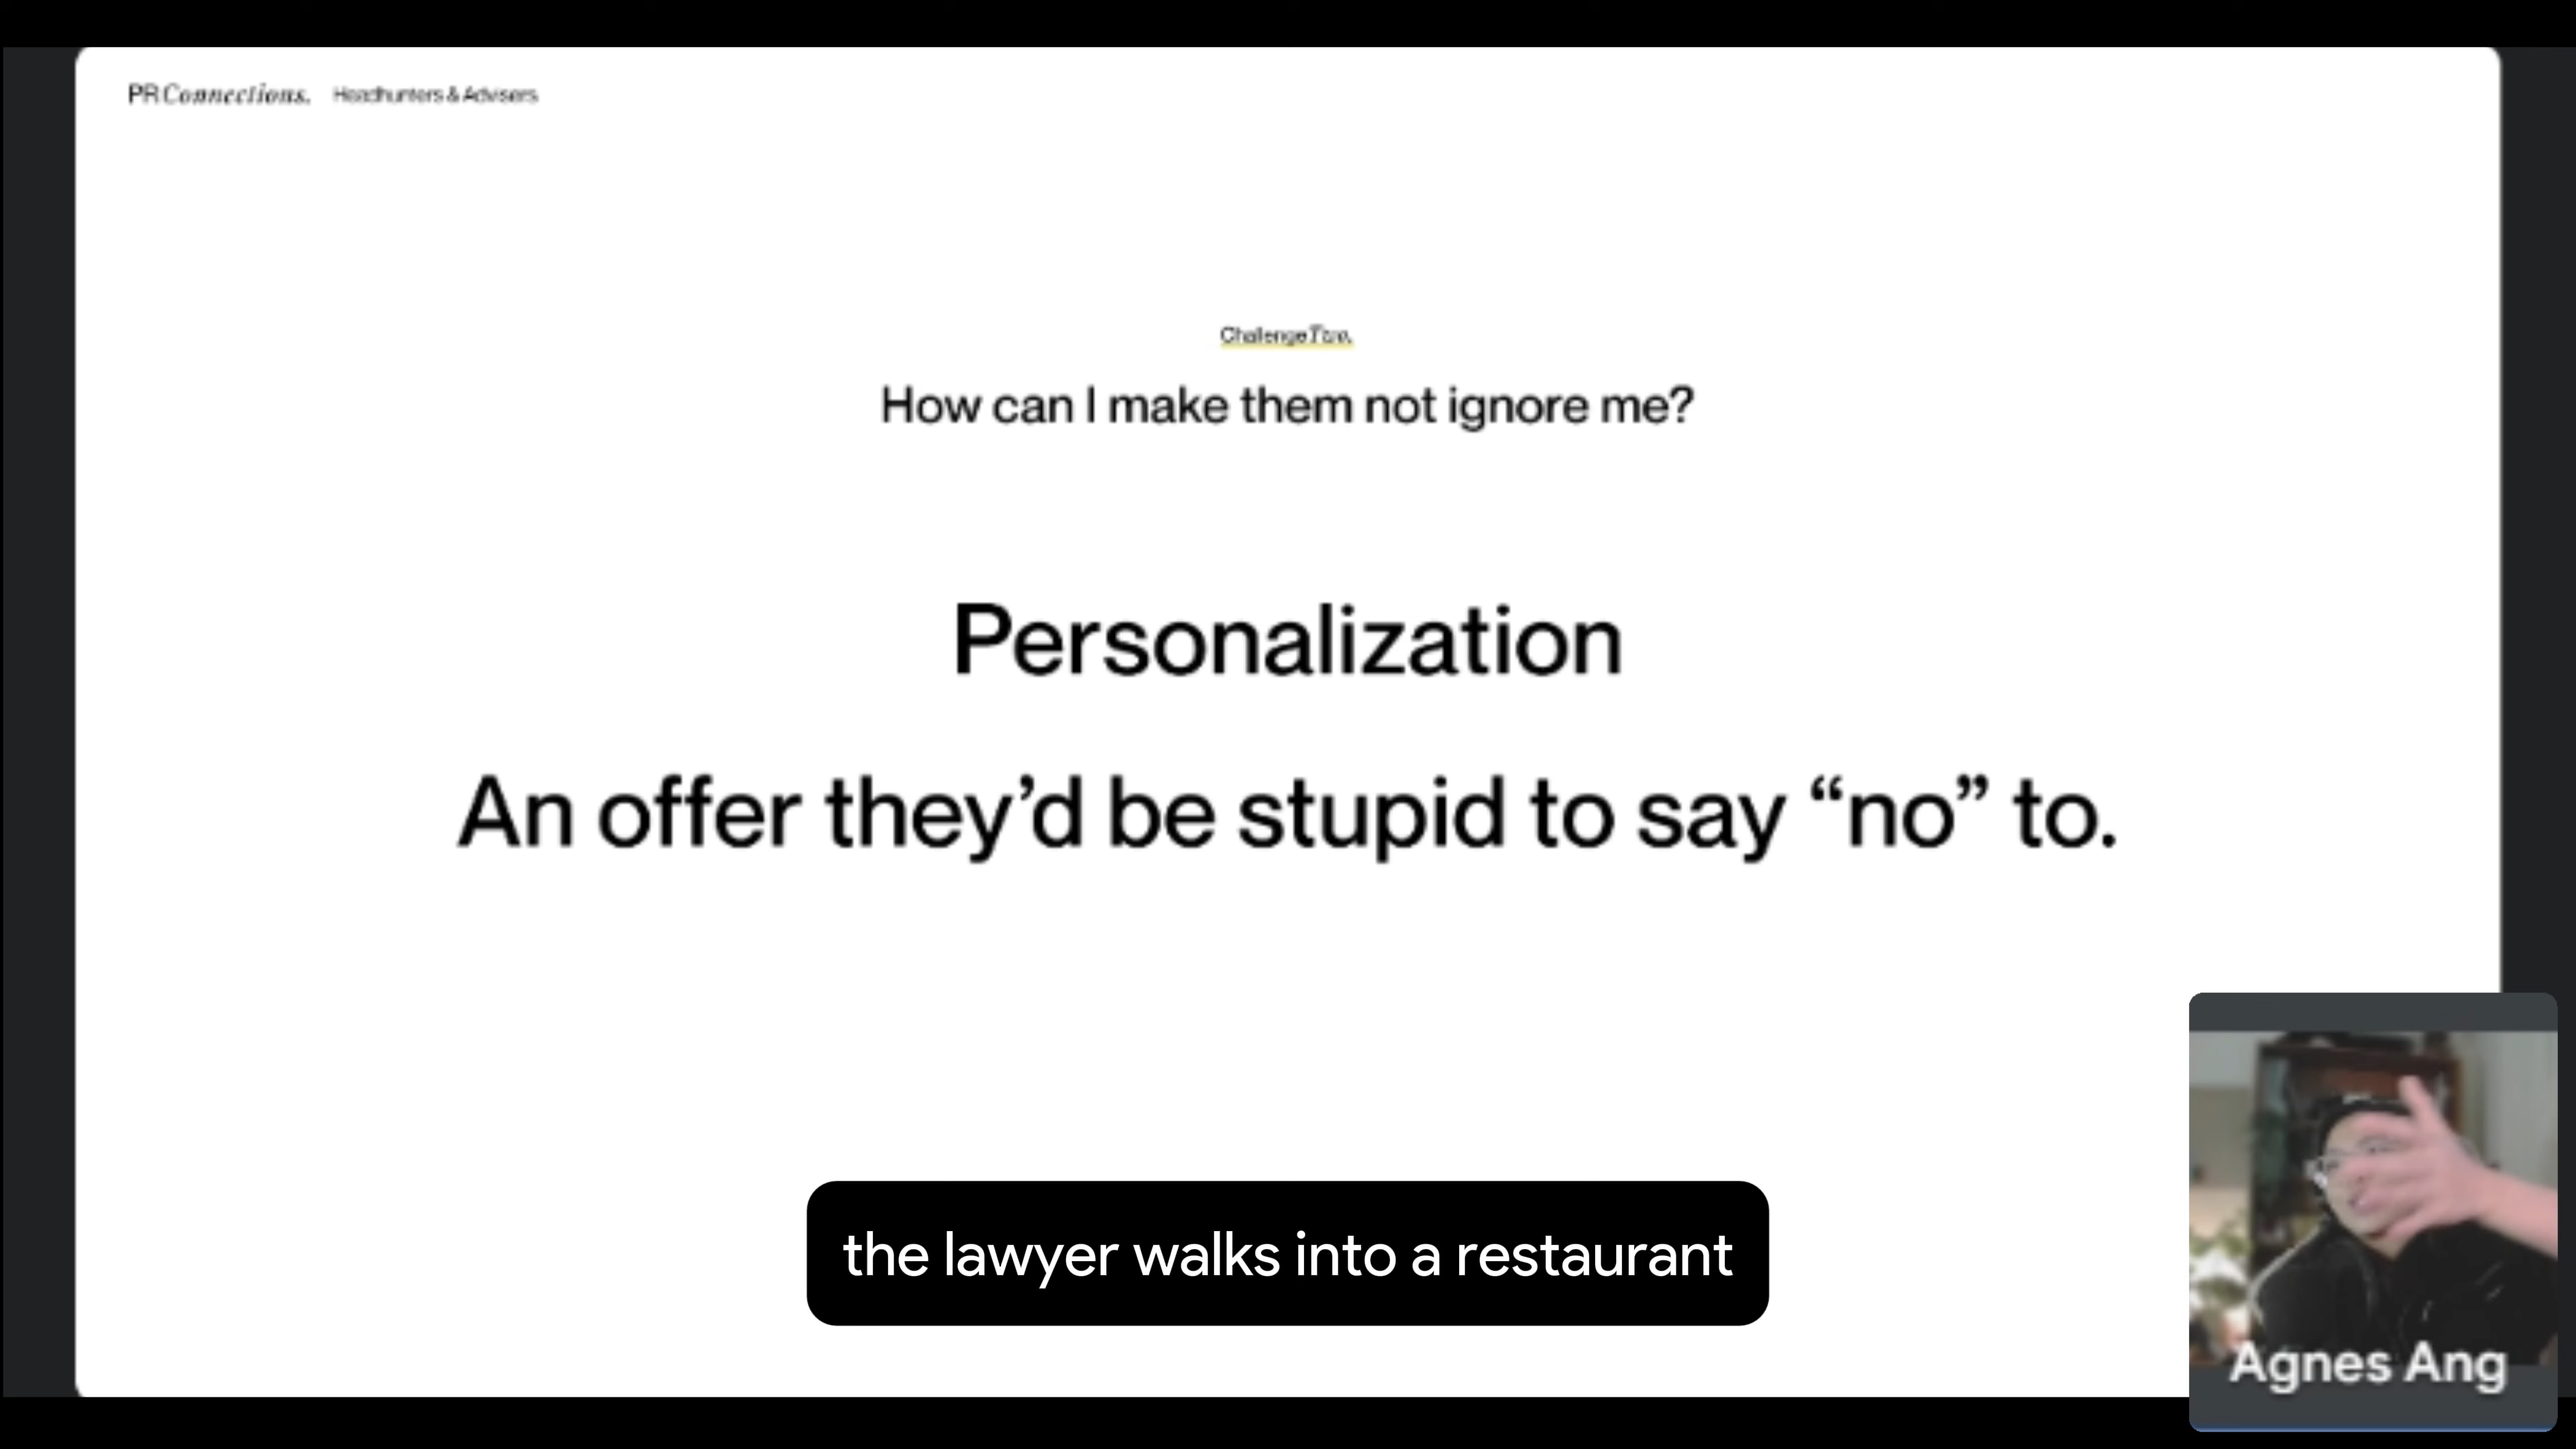 PR Connections. Headhunters & Advisers
Challenge Two.
How can I make them not ignore me?
Personalization
An offer they’d be stupid to say “no” to.
the lawyer walks into a restaurant
Agnes Ang